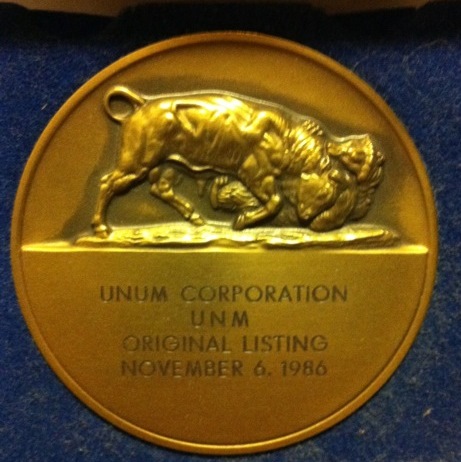 UNUM CORPORATION
UNM
ORIGINAL LISTING
NOVEMBER 6, 1986